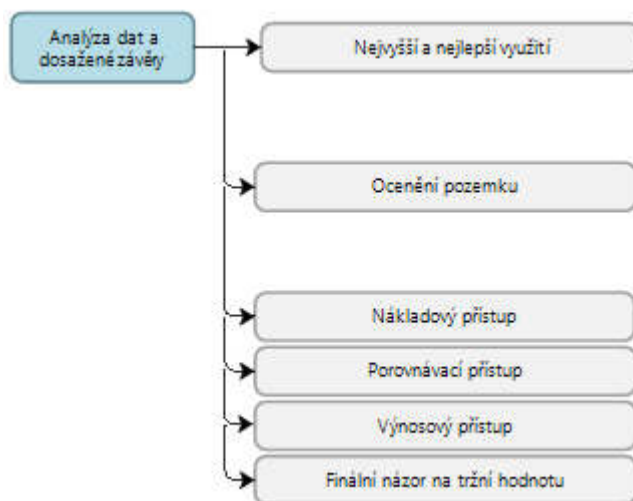 Analýza dat a
dosažené závěry
Nejvyšší a nejlepší využití
Ocenění pozemku
Nákladový přístup
Porovnávací přístup
Výnosový přístup
Finální názor na tržní hodnotu